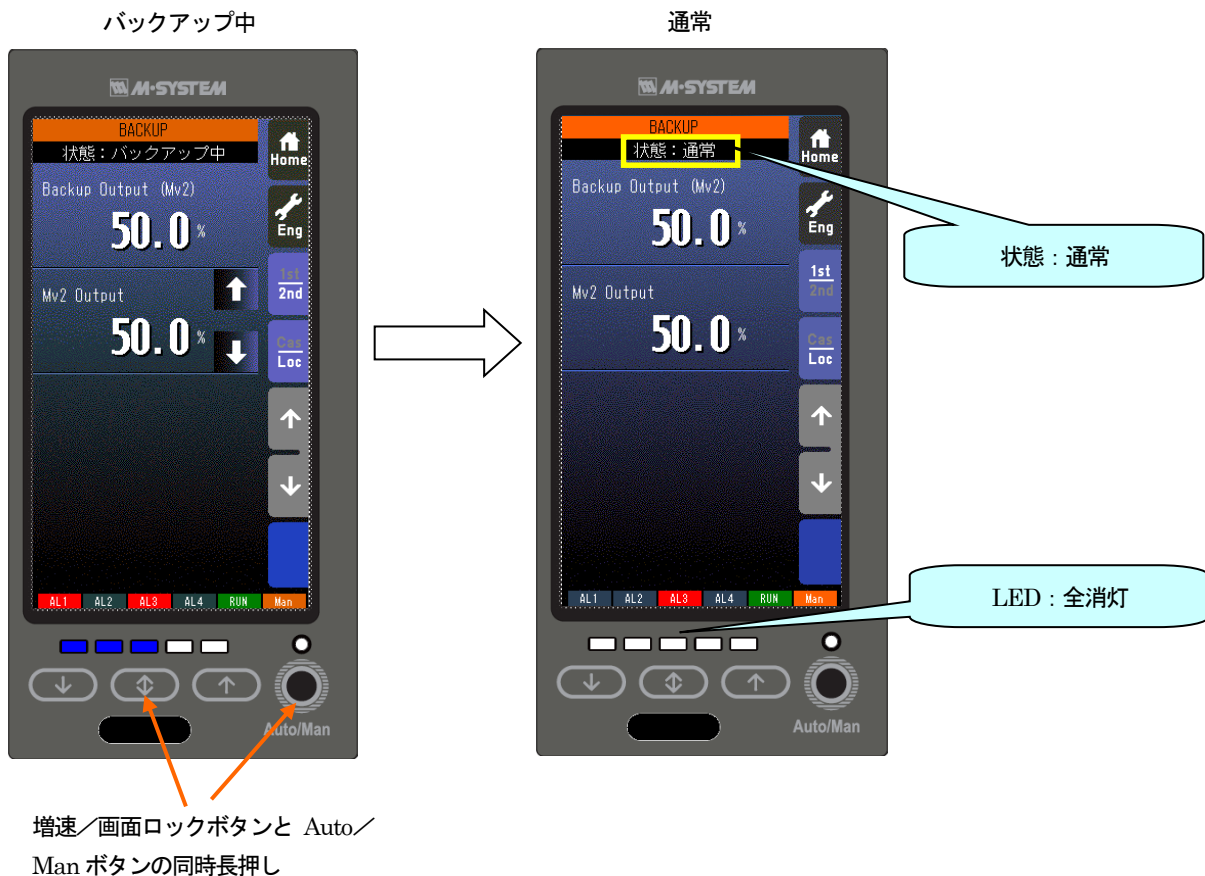 バックアップ中
M·SYSTEM
BACKUP
状態：バックアップ中
Backup Output (Mv2)
50.0 %
Mv2 Output
50.0 %
Home
Eng
1st
2nd
Cas
Loc
AL1 AL2 AL3 AL4 RUN Man
Auto/Man
増速／画面ロックボタンと Auto／
Man ボタンの同時長押し
通常
M·SYSTEM
BACKUP
状態：通常
Backup Output (Mv2)
50.0 %
Mv2 Output
50.0 %
Home
Eng
1st
2nd
Cas
Loc
AL1 AL2 AL3 AL4 RUN Man
Auto/Man
状態：通常
LED：全消灯